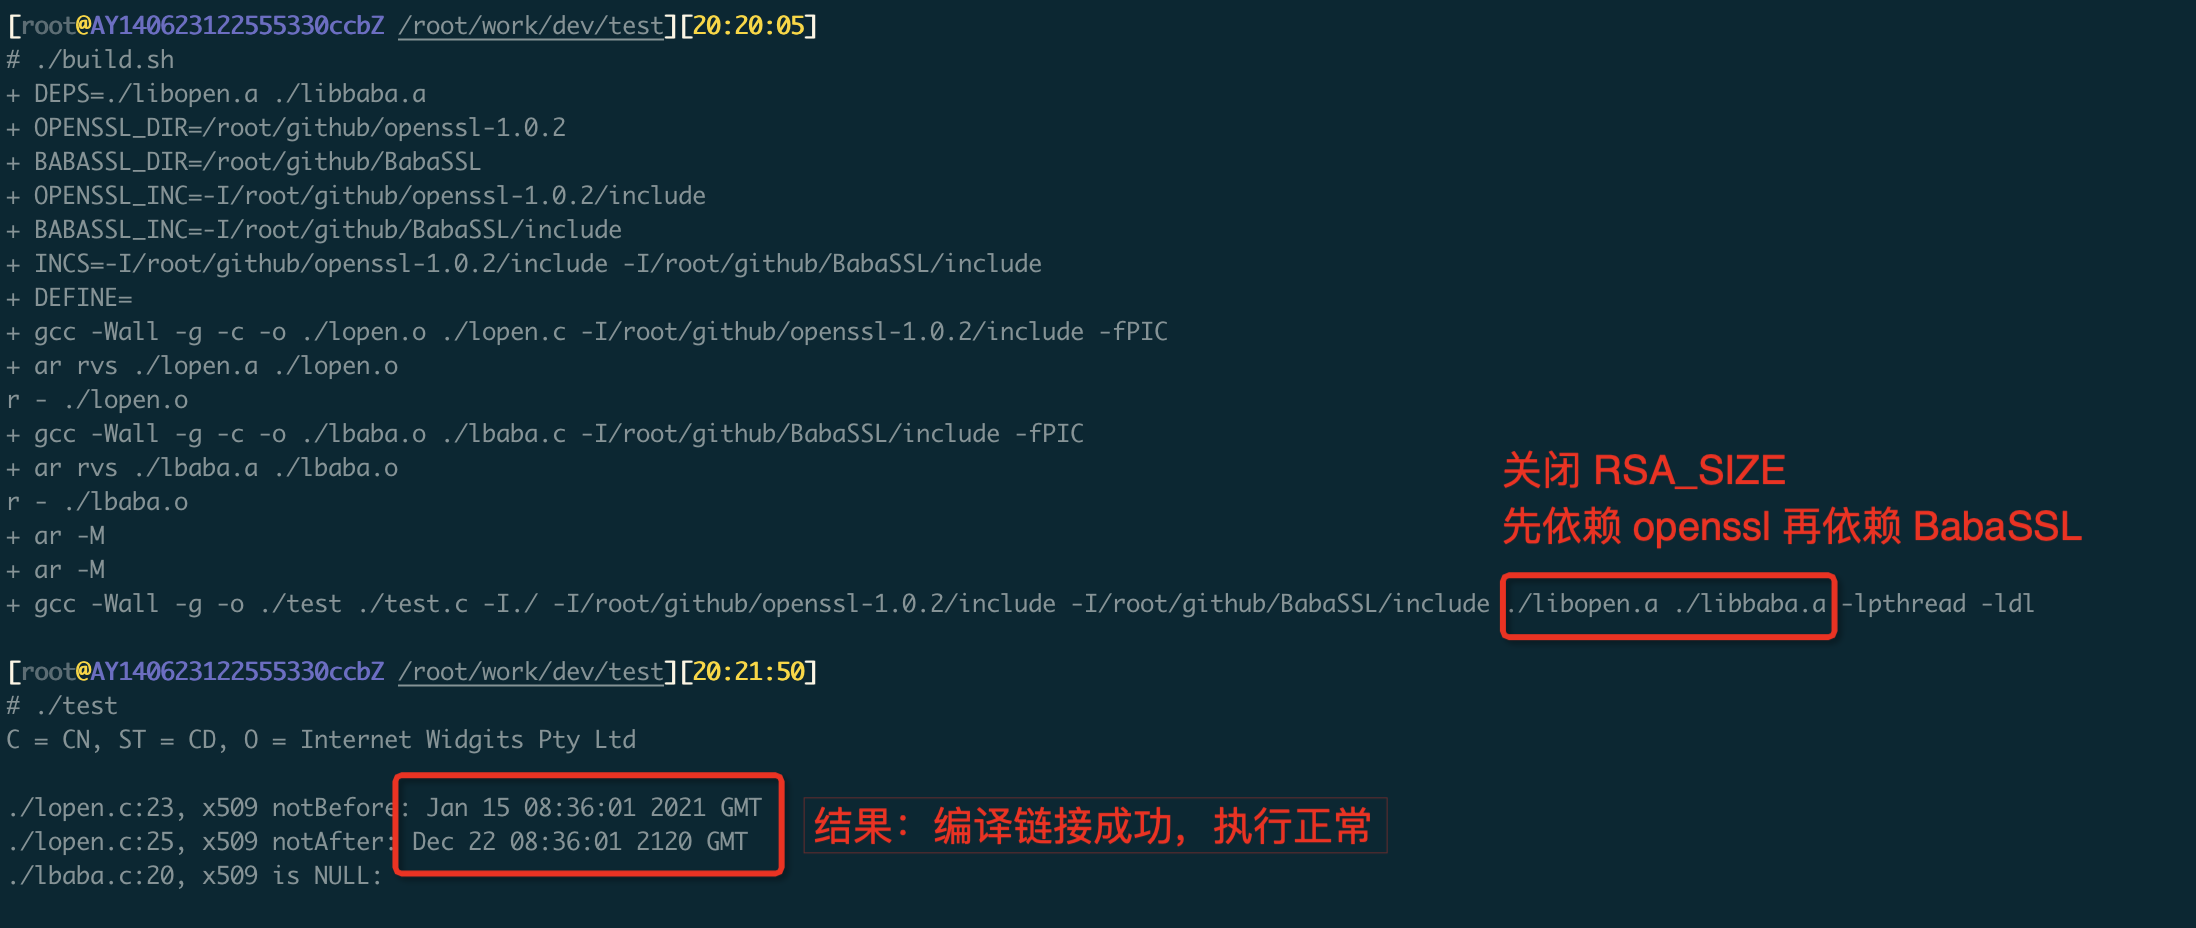 [root@AY140623122555330ccbZ /root/work/dev/test][20:20:05]
# ./build.sh
+ DEPS=./libopen.a ./libbaba.a
+ OPENSSL_DIR=/root/github/openssl-1.0.2
+ BABASSL_DIR=/root/github/BabaSSL
+ OPENSSL_INC=-I/root/github/openssl-1.0.2/include
+ BABASSL_INC=-I/root/github/BabaSSL/include
+ INCS=-I/root/github/openssl-1.0.2/include -I/root/github/BabaSSL/include
+ DEFINE=
+ gcc -Wall -g -c -o ./lopen.o ./lopen.c -I/root/github/openssl-1.0.2/include -fPIC
+ ar rvs ./lopen.a ./lopen.o
r - ./lopen.o
+ gcc -Wall -g -c -o ./lbaba.o ./lbaba.c -I/root/github/BabaSSL/include -fPIC
+ ar rvs ./lbaba.a ./lbaba.o
r - ./lbaba.o
关闭 RSA_SIZE
先依赖 openssl 再依赖 BabaSSL
+ ar -M
+ ar -M
+ gcc -Wall -g -o ./test ./test.c -I./ -I/root/github/openssl-1.0.2/include -I/root/github/BabaSSL/include ./libopen.a ./libbaba.a -lpthread -ldl
[root@AY140623122555330ccbZ /root/work/dev/test][20:21:50]
# ./test
C = CN, ST = CD, O = Internet Widgits Pty Ltd
./lopen.c:23, x509 notBefore: Jan 15 08:36:01 2021 GMT
./lopen.c:25, x509 notAfter: Dec 22 08:36:01 2120 GMT
结果：编译链接成功，执行正常
./lbaba.c:20, x509 is NULL: